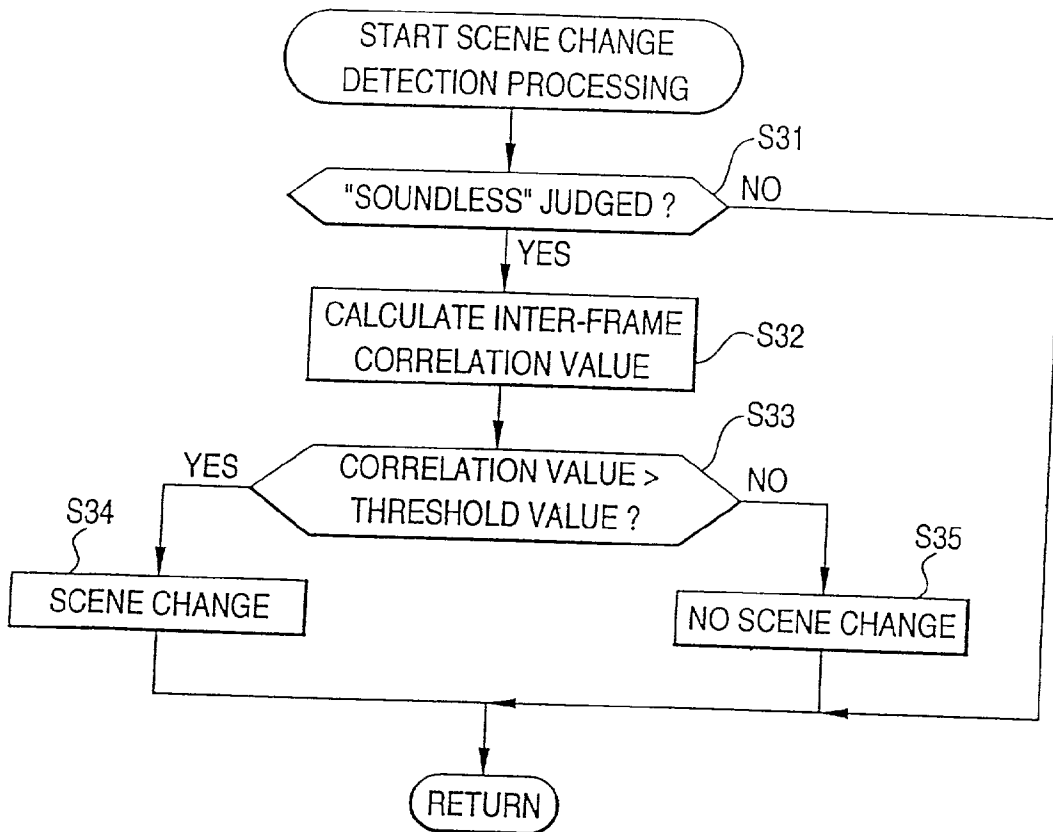 START SCENE CHANGE
DETECTION PROCESSING
S31
"SOUNDLESS" JUDGED ?
NO
YES
CALCULATE INTER-FRAME
CORRELATION VALUE
S32
S33
YES
CORRELATION VALUE >
THRESHOLD VALUE ?
NO
S34
S35
SCENE CHANGE
NO SCENE CHANGE
RETURN